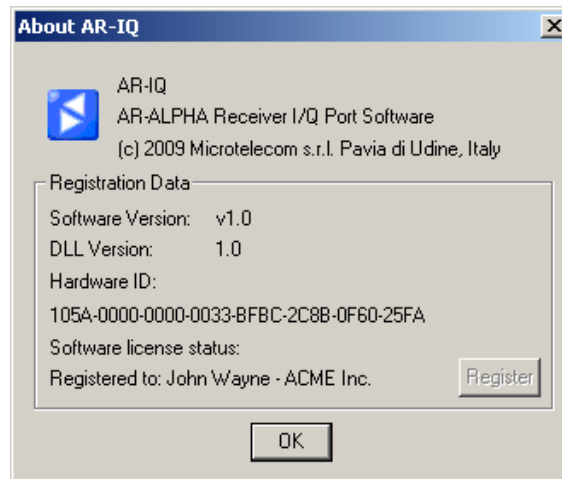 About AR-IQ
AR-IQ
AR-ALPHA Receiver I/Q Port Software
(c) 2009 Microtelecom s.r.l. Pavia di Udine, Italy
Registration Data
Software Version: v1.0
DLL Version: 1.0
Hardware ID:
105A-0000-0000-0033-BFBC-2C8B-0F60-25FA
Software license status:
Registered to: John Wayne - ACME Inc.
Register
OK